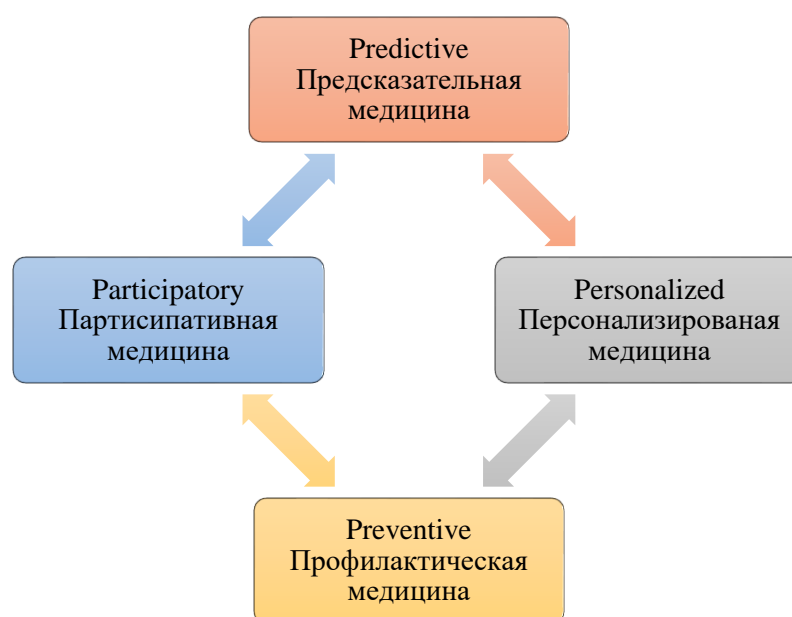 Predictive
Предсказательная
медицина
Participatory
Партисипативная
медицина
Personalized
Персонализированая
медицина
Preventive
Профилактическая
медицина